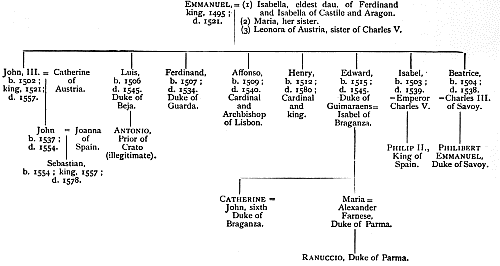 EMMANUEL, = (1) Isabella, eldest dau. of Ferdinand
king, 1495; and Isabella of Castile and Aragon.
d. 1521. (2) Maria, her sister.
(3) Leonora of Austria, sister of Charles V.
John, III. = Catherine
b. 1502; of
king, 1521; Austria.
d. 1557.
Luis,
b. 1506
d. 1545.
Duke of
Beja.
Ferdinand,
b. 1507;
d. 1534.
Duke of
Guarda.
Affonso,
b. 1509;
d. 1540.
Cardinal
and
Archbishop
of Lisbon.
Henry,
b. 1512;
d. 1580;
Cardinal
and
king.
Edward,
b. 1515;
d. 1545.
Duke of
Guimaraens=
Isabel of
Braganza.
Isabel,
b. 1503;
d. 1539.
=Emperor
Charles V.
Beatrice,
b. 1504;
d. 1538.
=Charles III.
of Savoy.
John = Joanna
b. 1537; of
d. 1554. Spain.
ANTONIO,
Prior of
Crato
(illegitimate).
PHILIP II.,
King of
Spain.
PHILIBERT
EMMANUEL,
Duke of Savoy.
Sebastian,
b. 1554; king, 1557;
d. 1578.
CATHERINE =
John, sixth
Duke of
Braganza.
Maria=
Alexander
Farnese,
Duke of Parma.
RANUCCIO, Duke of Parma.